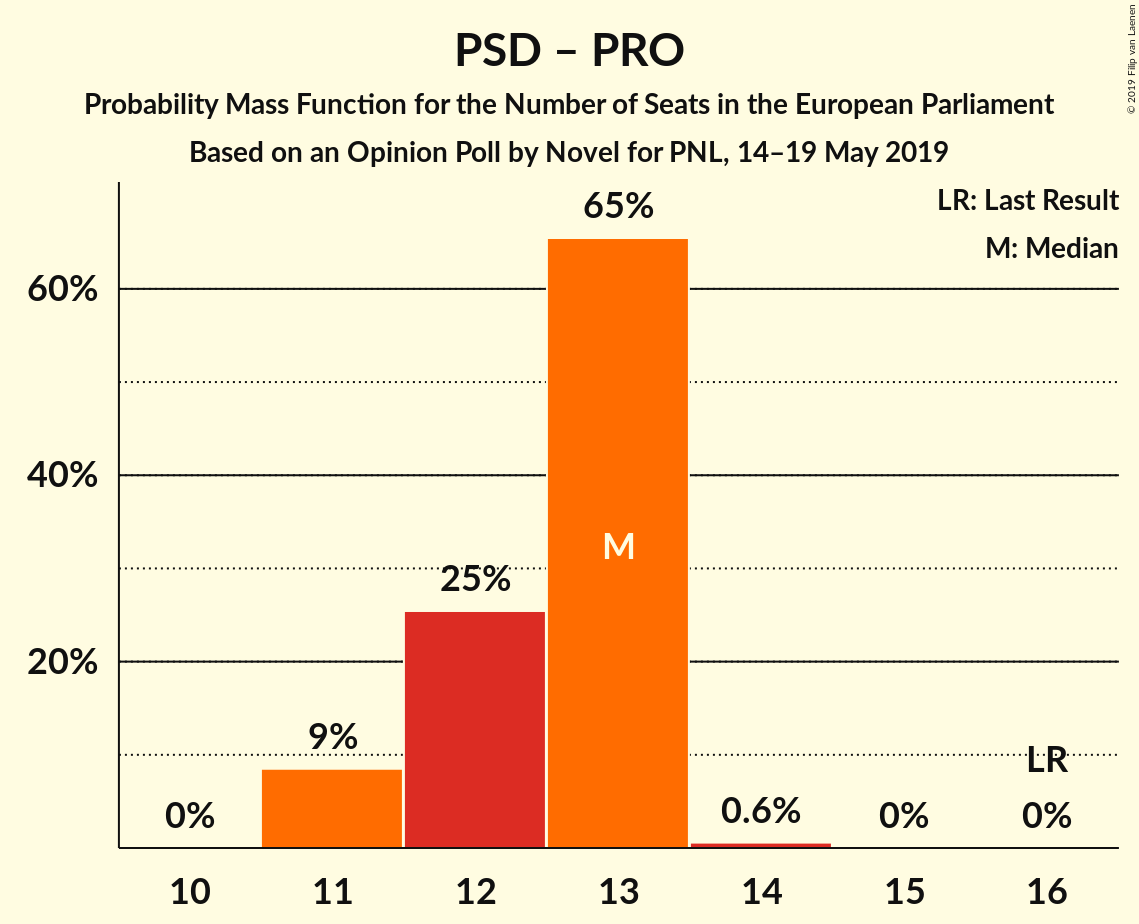 PSD – PRO
Probability Mass Function for the Number of Seats in the European Parliament
Based on an Opinion Poll by Novel for PNL, 14–19 May 2019
© 2019 Filip van Laenen
LR: Last Result
M: Median
65%
60%
40%
M
25%
20%
9%
LR
0%
0.6%
0%
0%
10 11 12 13 14 15 16